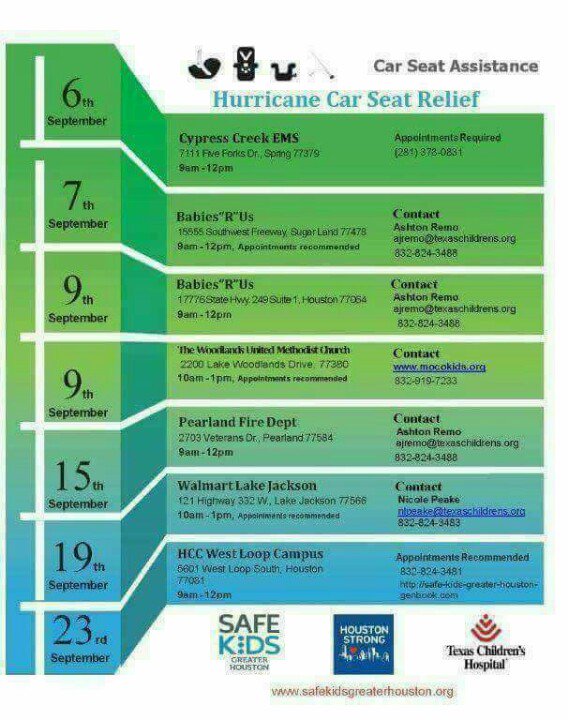 Car Seat Assistance
Hurricane Car Seat Relief
6th
September
Cypress Creek EMS
7111 Five Forks Dr., Spring 77379
9am - 12pm
Appointments Required
(281) 378-0831
7th
September
Babies"R"Us
15555 Southwest Freeway, Sugar Land 77478
9am - 12pm, Appointments recommended
Contact
Ashton Remo
ajremo@texaschildrens.org
832-824-3488
9th
September
Babies"R"Us
17776 State Hwy. 249 Suite 1, Houston 77064
9am - 12pm
Contact
Ashton Remo
ajremo@texaschildrens.org
832-824-3488
9th
September
The Woodlands United Methodist Church
2200 Lake Woodlands Drive, 77380
10am - 1pm, Appointments recommended
Contact
www.mocokids.org
832-919-7233
15th
September
Pearland Fire Dept
2703 Veterans Dr., Pearland 77584
9am - 12pm
Contact
Ashton Remo
ajremo@texaschildrens.org
832-824-3488
19th
September
Walmart Lake Jackson
121 Highway 332 W., Lake Jackson 77566
10am - 1pm, Appointments recommended
Contact
Nicole Peake
nlpeake@texaschildrens.org
832-824-3483
23rd
September
HCC West Loop Campus
5601 West Loop South, Houston
77081
9am - 12pm
Appointments Recommended
832-824-3481
http://safe-kids-greater-houston-
genbook.com
SAFE
KIDS
GREATER
HOUSTON
HOUSTON
STRONG
Texas Children's
Hospital
www.safekidsgreaterhouston.org